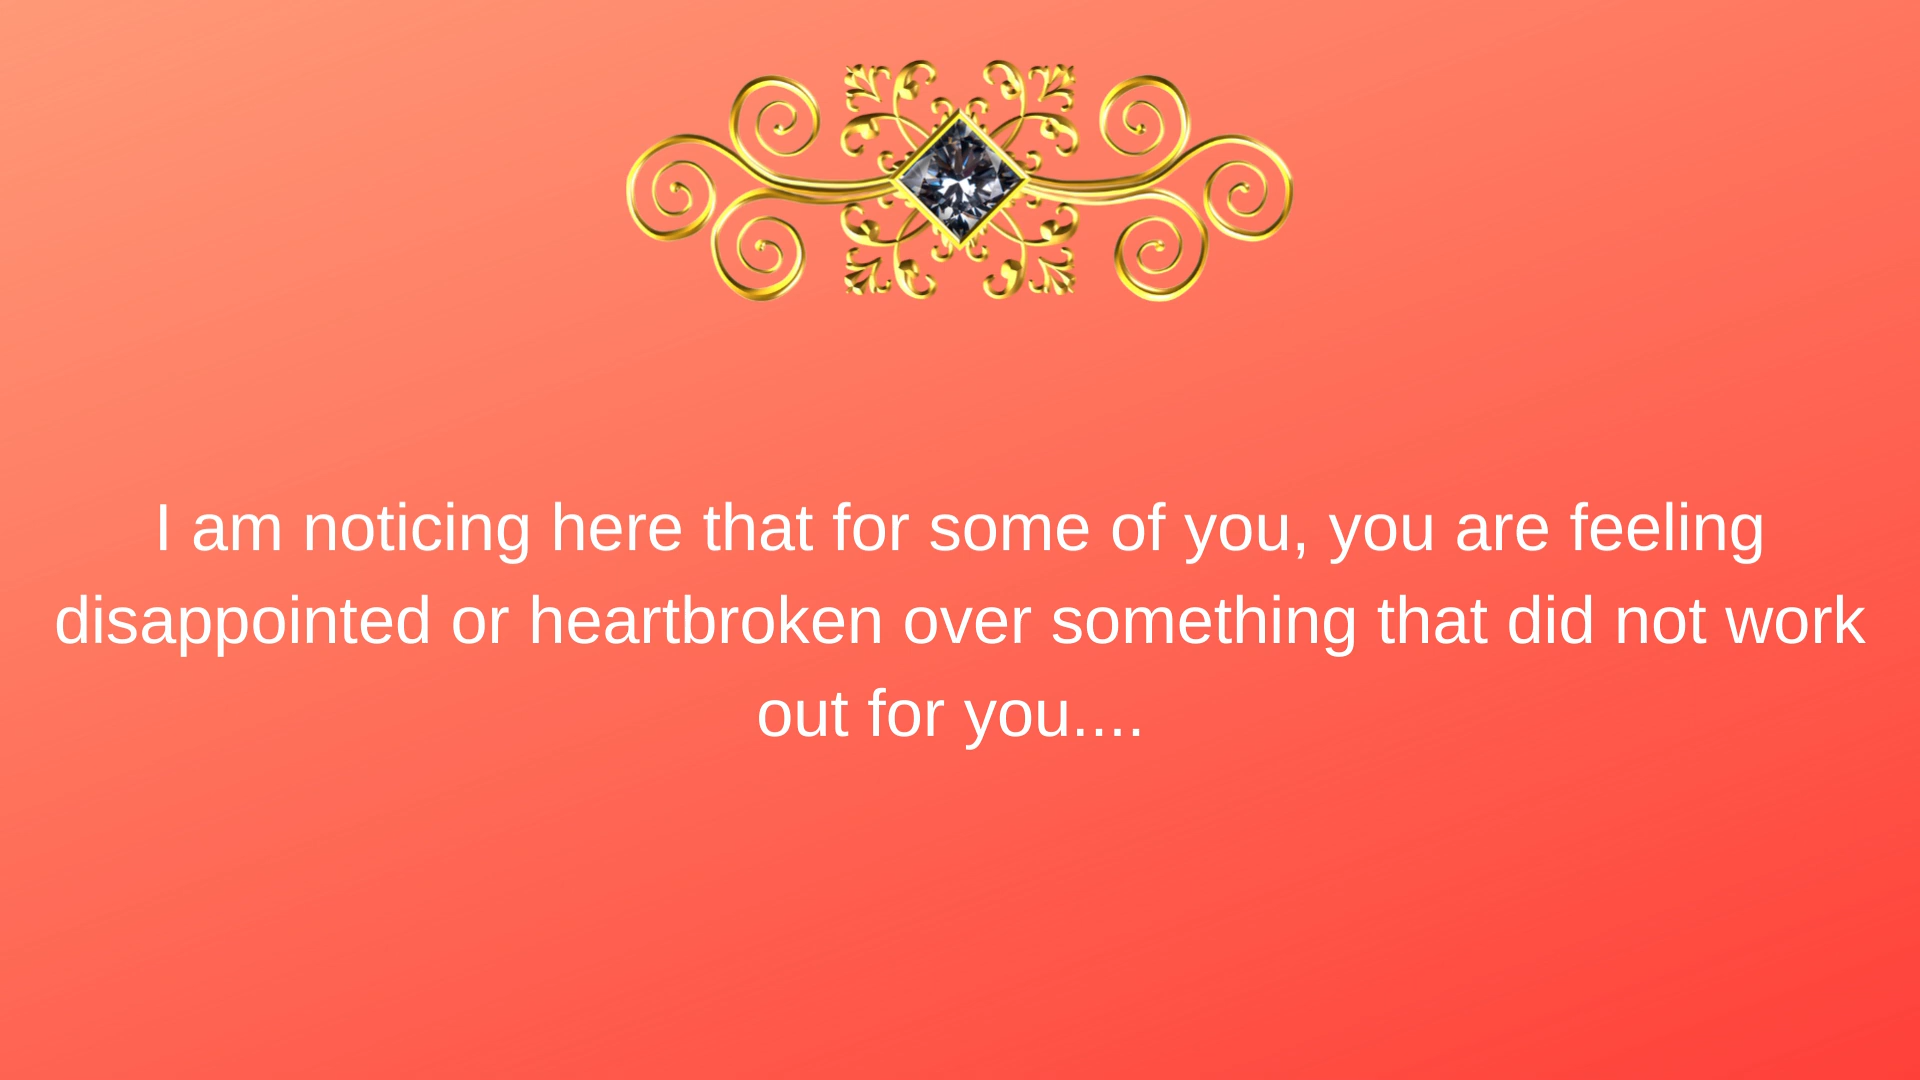 I am noticing here that for some of you, you are feeling
disappointed or heartbroken over something that did not work
out for you....